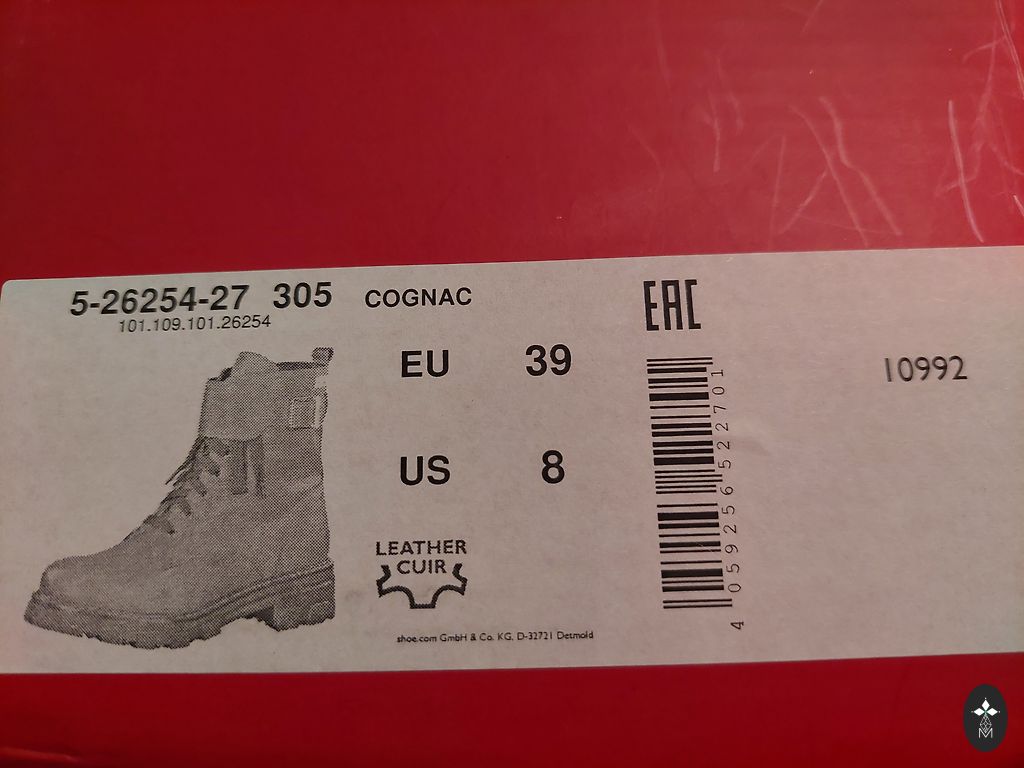 5-26254-27 305 COGNAC
101.109.101.26254
EU 39
US 8
LEATHER
CUIR
shoe.com GmbH & Co. KG, D-32721 Detmold
EAC
4 059256 522701
10992
M